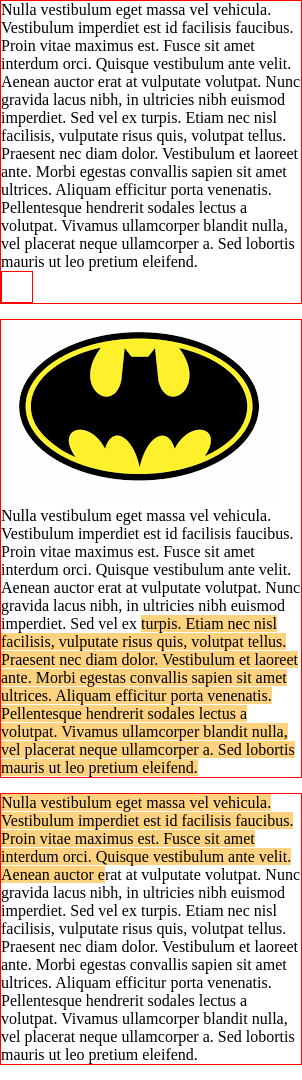 Nulla vestibulum eget massa vel vehicula.
Vestibulum imperdiet est id facilisis faucibus.
Proin vitae maximus est. Fusce sit amet
interdum orci. Quisque vestibulum ante velit.
Aenean auctor erat at vulputate volutpat. Nunc
gravida lacus nibh, in ultricies nibh euismod
imperdiet. Sed vel ex turpis. Etiam nec nisl
facilisis, vulputate risus quis, volutpat tellus.
Praesent nec diam dolor. Vestibulum et laoreet
ante. Morbi egestas convallis sapien sit amet
ultrices. Aliquam efficitur porta venenatis.
Pellentesque hendrerit sodales lectus a
volutpat. Vivamus ullamcorper blandit nulla,
vel placerat neque ullamcorper a. Sed lobortis
mauris ut leo pretium eleifend.
Nulla vestibulum eget massa vel vehicula.
Vestibulum imperdiet est id facilisis faucibus.
Proin vitae maximus est. Fusce sit amet
interdum orci. Quisque vestibulum ante velit.
Aenean auctor erat at vulputate volutpat. Nunc
gravida lacus nibh, in ultricies nibh euismod
imperdiet. Sed vel ex turpis. Etiam nec nisl
facilisis, vulputate risus quis, volutpat tellus.
Praesent nec diam dolor. Vestibulum et laoreet
ante. Morbi egestas convallis sapien sit amet
ultrices. Aliquam efficitur porta venenatis.
Pellentesque hendrerit sodales lectus a
volutpat. Vivamus ullamcorper blandit nulla,
vel placerat neque ullamcorper a. Sed lobortis
mauris ut leo pretium eleifend.
Nulla vestibulum eget massa vel vehicula.
Vestibulum imperdiet est id facilisis faucibus.
Proin vitae maximus est. Fusce sit amet
interdum orci. Quisque vestibulum ante velit.
Aenean auctor erat at vulputate volutpat. Nunc
gravida lacus nibh, in ultricies nibh euismod
imperdiet. Sed vel ex turpis. Etiam nec nisl
facilisis, vulputate risus quis, volutpat tellus.
Praesent nec diam dolor. Vestibulum et laoreet
ante. Morbi egestas convallis sapien sit amet
ultrices. Aliquam efficitur porta venenatis.
Pellentesque hendrerit sodales lectus a
volutpat. Vivamus ullamcorper blandit nulla,
vel placerat neque ullamcorper a. Sed lobortis
mauris ut leo pretium eleifend.